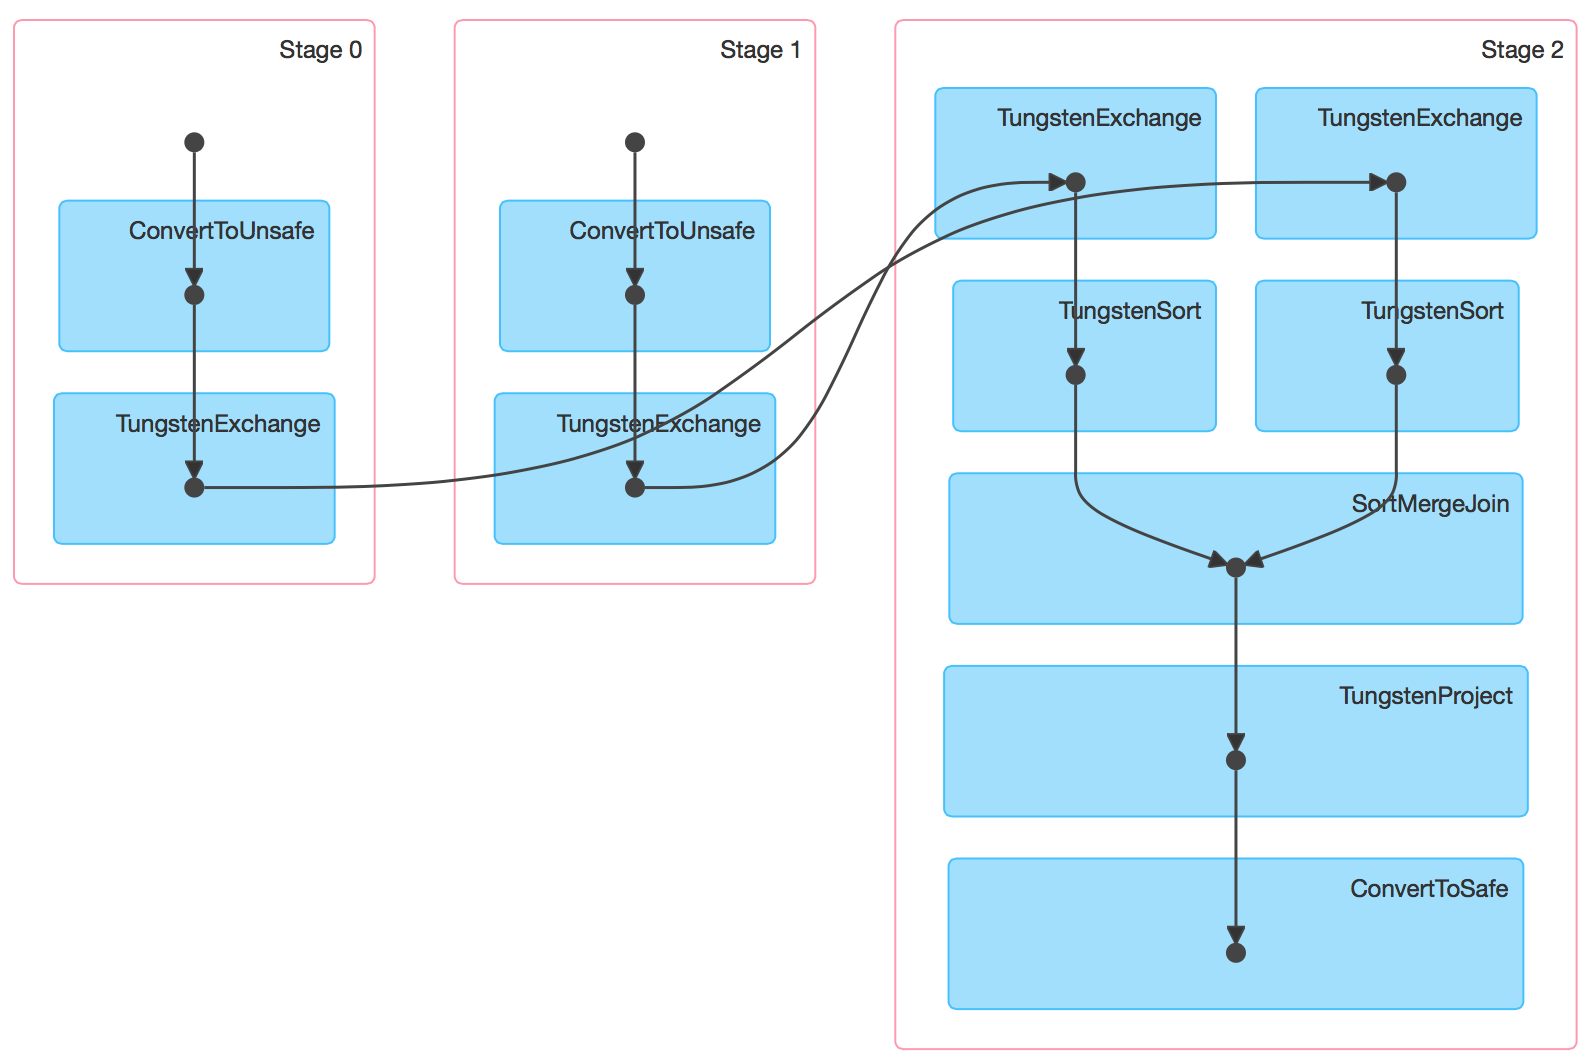 Stage 0
ConvertToUnsafe
TungstenExchange
Stage 1
ConvertToUnsafe
TungstenExchange
Stage 2
TungstenExchange
TungstenExchange
TungstenSort
TungstenSort
SortMergeJoin
TungstenProject
ConvertToSafe